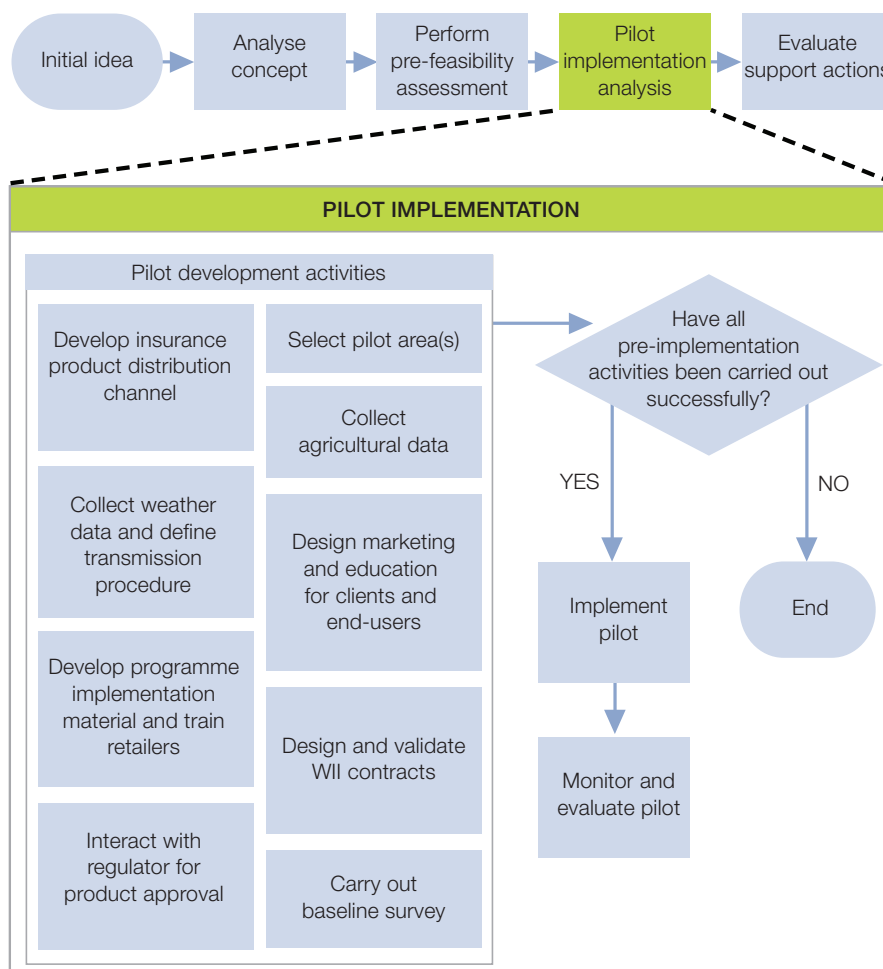 Initial idea
Analyse
concept
Perform
pre-feasibility
assessment
Pilot
implementation
analysis
Evaluate
support actions
PILOT IMPLEMENTATION
Pilot development activities
Develop insurance
product distribution
channel
Collect weather
data and define
transmission
procedure
Develop programme
implementation
material and train
retailers
Interact with
regulator for
product approval
Select pilot area(s)
Collect
agricultural data
Design marketing
and education
for clients and
end-users
Design and validate
WII contracts
Carry out
baseline survey
Have all
pre-implementation
activities been carried out
successfully?
YES
NO
Implement
pilot
End
Monitor and
evaluate pilot